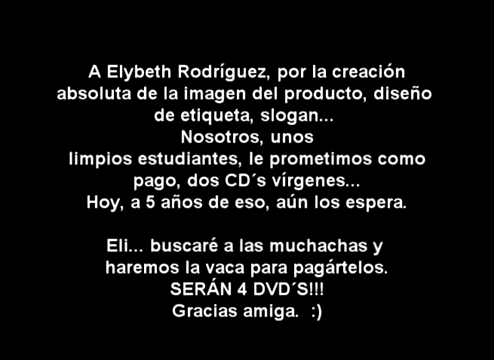 A Elybeth Rodríguez, por la creación
absoluta de la imagen del producto, diseño
de etiqueta, slogan...
Nosotros, unos
limpios estudiantes, le prometimos como
pago, dos CD´s vírgenes...
Hoy, a 5 años de eso, aún los espera.
Eli... buscaré a las muchachas y
haremos la vaca para pagártelos.
SERÁN 4 DVD´S!!!
Gracias amiga.  :)